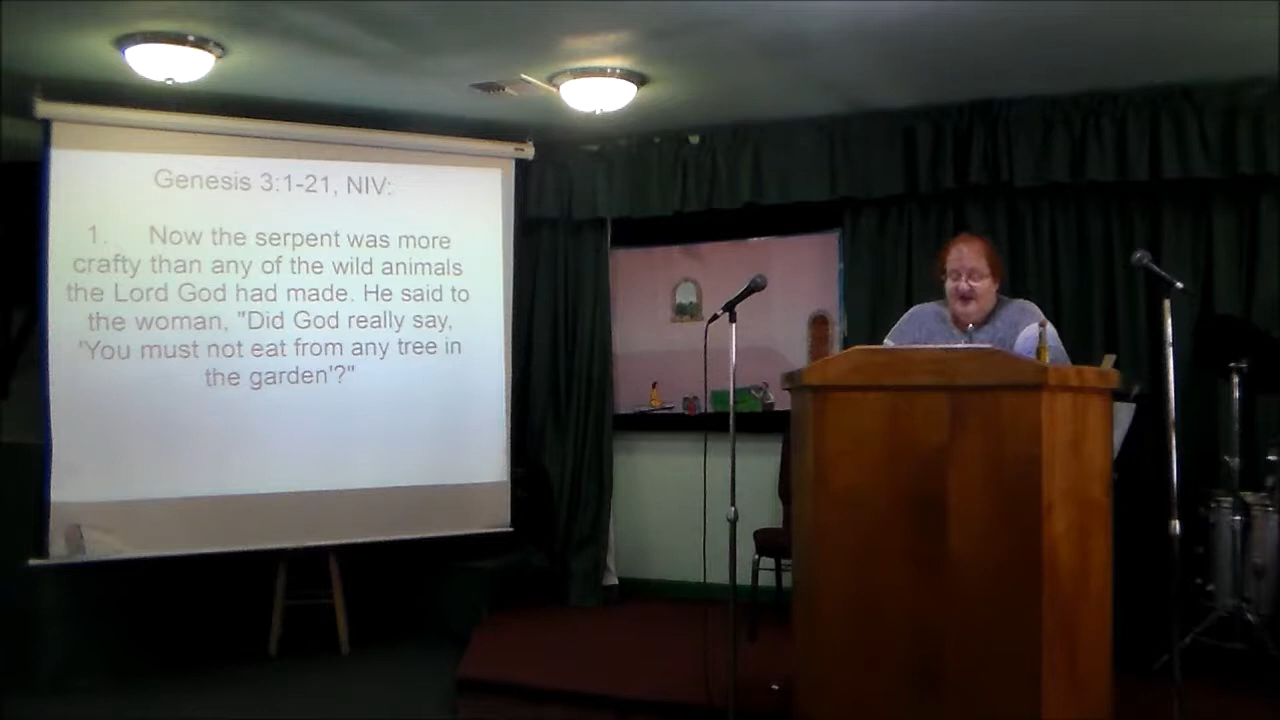 Genesis 3:1-21, NIV:
1. Now the serpent was more
crafty than any of the wild animals
the Lord God had made. He said to
the woman, "Did God really say,
'You must not eat from any tree in
the garden'?"